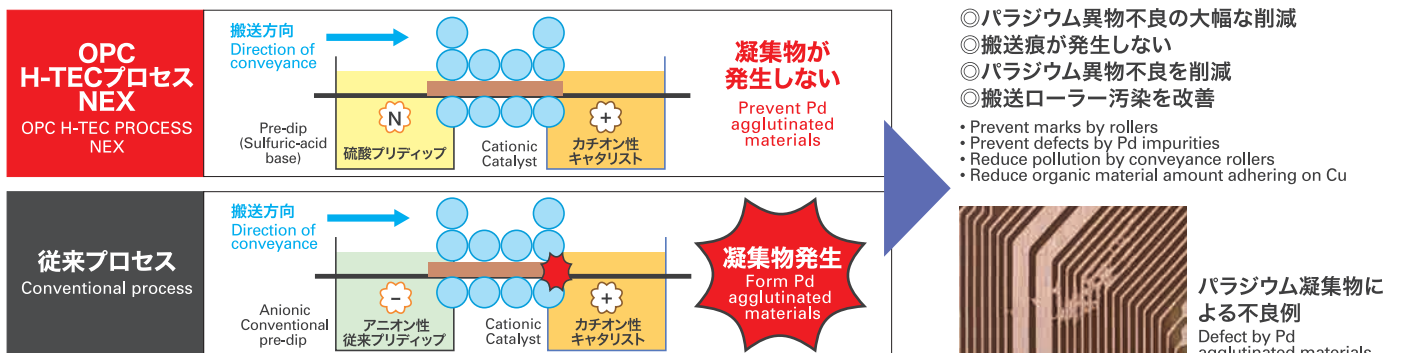 OPC
H-TECプロセス
NEX
OPC H-TEC PROCESS
NEX
搬送方向
Direction of
conveyance
Pre-dip
(Sulfuric-acid
base)
N
硫酸プリディップ
Cationic
Catalyst
+
カチオン性
キャタリスト
凝集物が
発生しない
Prevent Pd
agglutinated
materials
従来プロセス
Conventional process
搬送方向
Direction of
conveyance
Anionic
Conventional
pre-dip
-
アニオン性
従来プリディップ
Cationic
Catalyst
+
カチオン性
キャタリスト
凝集物発生
Form Pd
agglutinated
materials
◎パラジウム異物不良の大幅な削減
◎搬送痕が発生しない
◎パラジウム異物不良を削減
◎搬送ローラー汚染を改善
• Prevent marks by rollers
• Prevent defects by Pd impurities
• Reduce pollution by conveyance rollers
• Reduce organic material amount adhering on Cu
パラジウム凝集物に
よる不良例
Defect by Pd
agglutinated materials